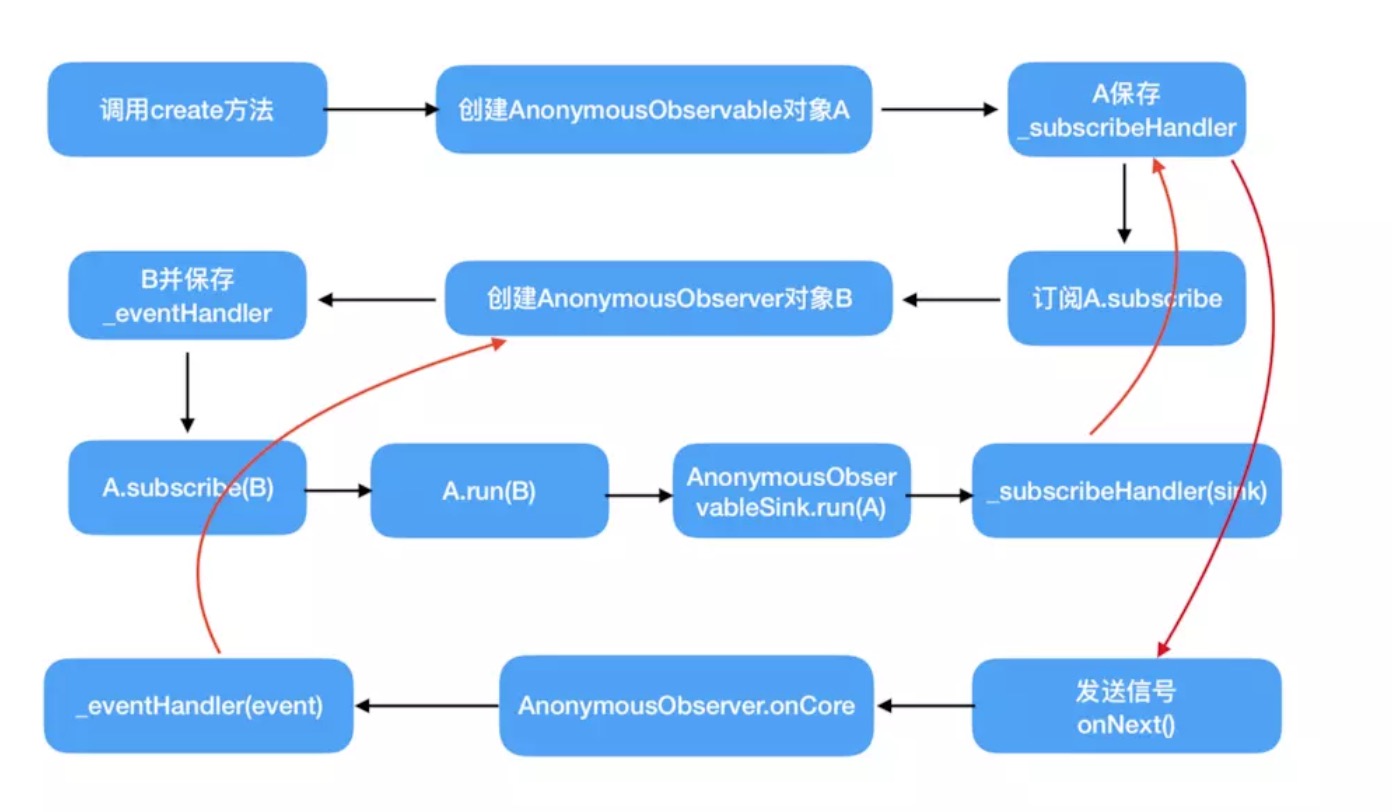 调用create方法
创建AnonymousObservable对象A
A保存
_subscribeHandler
B并保存
_eventHandler
创建AnonymousObserver对象B
订阅A.subscribe
A.subscribe(B)
A.run(B)
AnonymousObser
vableSink.run(A)
_subscribeHandler(sink)
_eventHandler(event)
AnonymousObserver.onCore
发送信号
onNext()